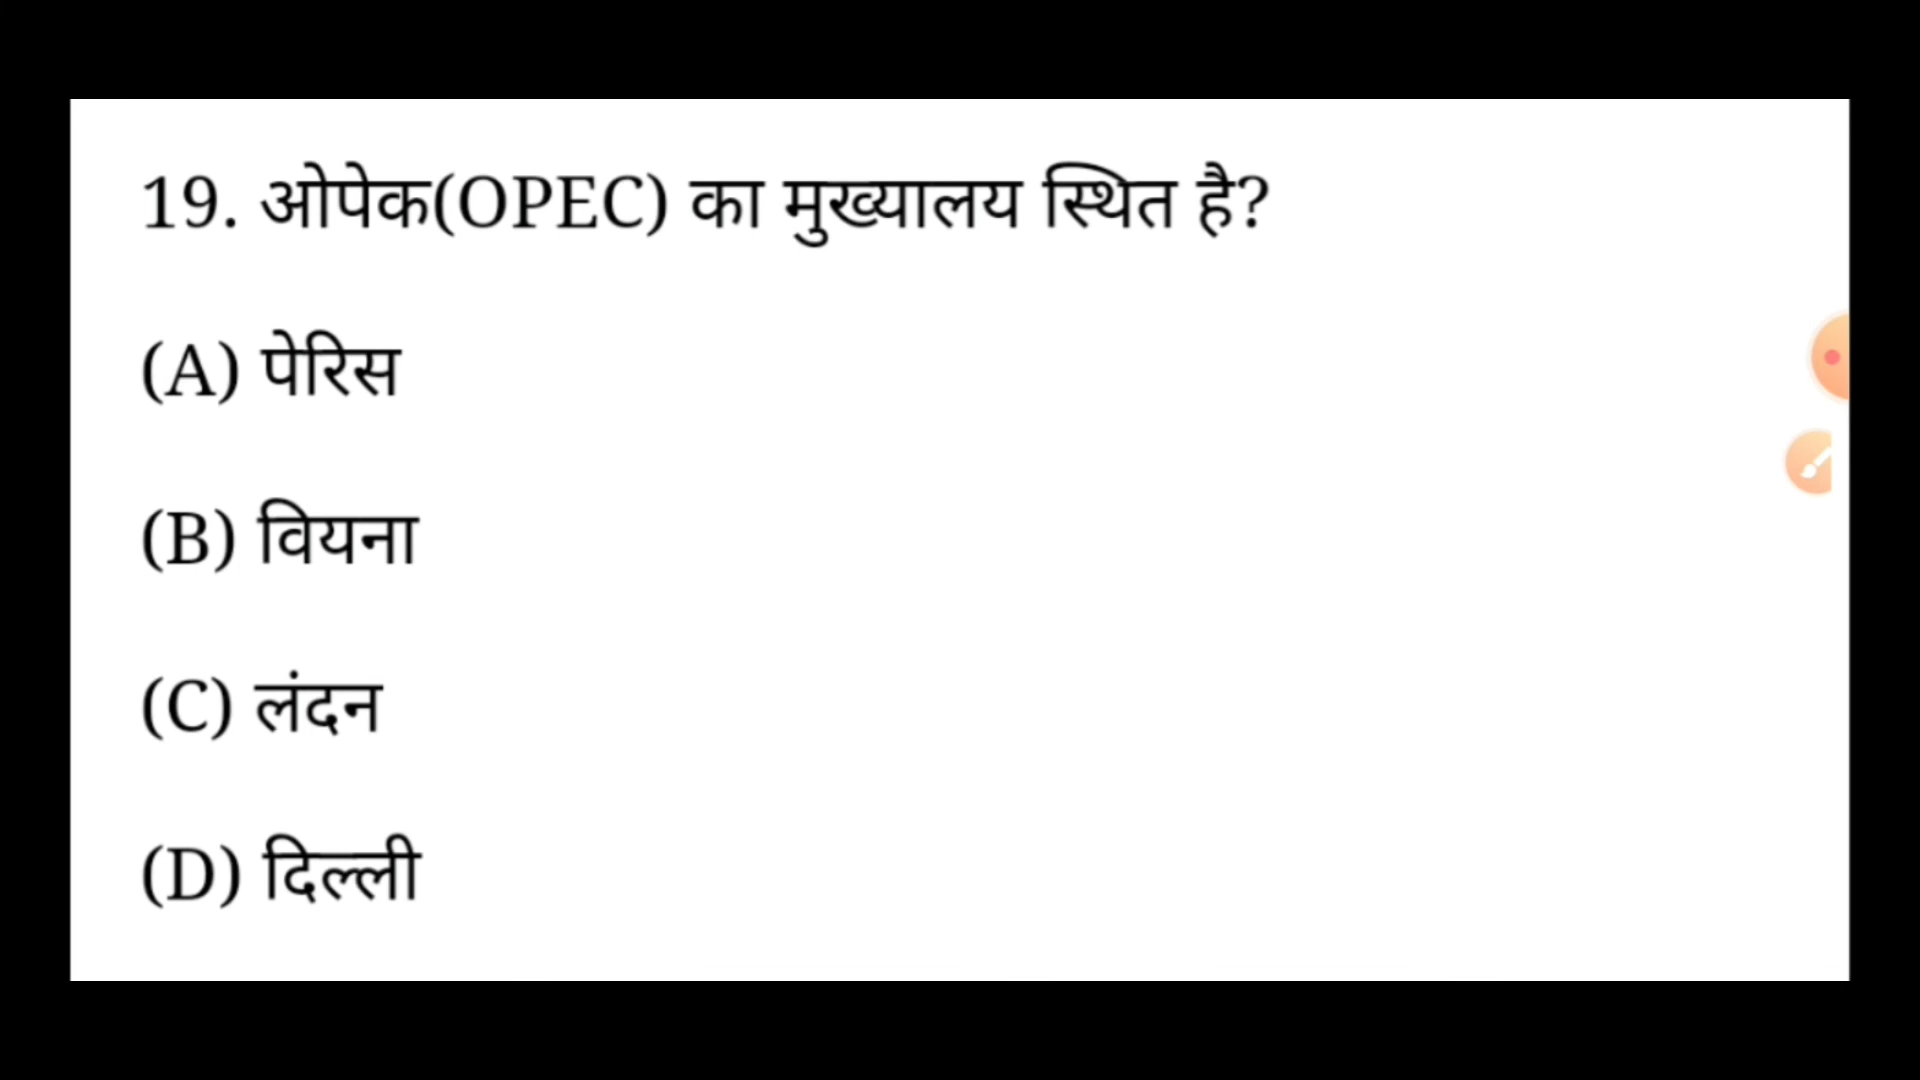 19. ओपेक(OPEC) का मुख्यालय स्थित है?
(A) पेरिस
(B) वियना
(C) लंदन
(D) दिल्ली